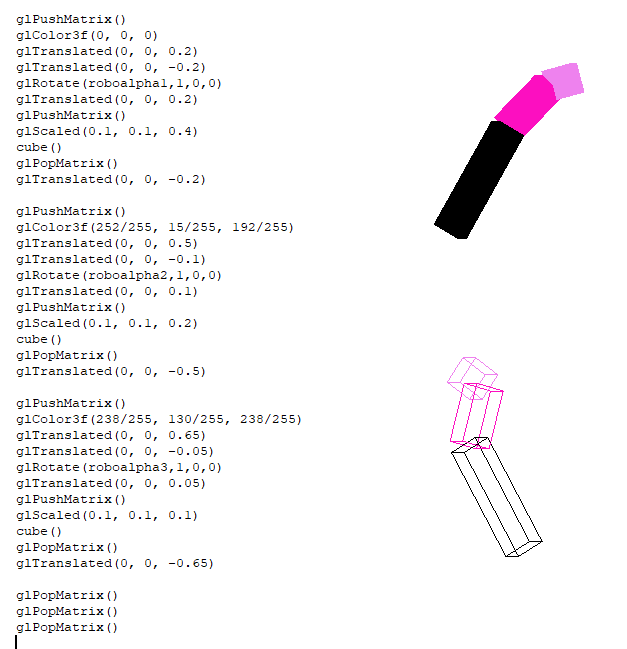 glPushMatrix()
glColor3f(0, 0, 0)
glTranslated(0, 0, 0.2)
glTranslated(0, 0, -0.2)
glRotate(roboalpha1,1,0,0)
glTranslated(0, 0, 0.2)
glPushMatrix()
glScaled(0.1, 0.1, 0.4)
cube()
glPopMatrix()
glTranslated(0, 0, -0.2)

glPushMatrix()
glColor3f(252/255, 15/255, 192/255)
glTranslated(0, 0, 0.5)
glTranslated(0, 0, -0.1)
glRotate(roboalpha2,1,0,0)
glTranslated(0, 0, 0.1)
glPushMatrix()
glScaled(0.1, 0.1, 0.2)
cube()
glPopMatrix()
glTranslated(0, 0, -0.5)

glPushMatrix()
glColor3f(238/255, 130/255, 238/255)
glTranslated(0, 0, 0.65)
glTranslated(0, 0, -0.05)
glRotate(roboalpha3,1,0,0)
glTranslated(0, 0, 0.05)
glPushMatrix()
glScaled(0.1, 0.1, 0.1)
cube()
glPopMatrix()
glTranslated(0, 0, -0.65)

glPopMatrix()
glPopMatrix()
glPopMatrix()